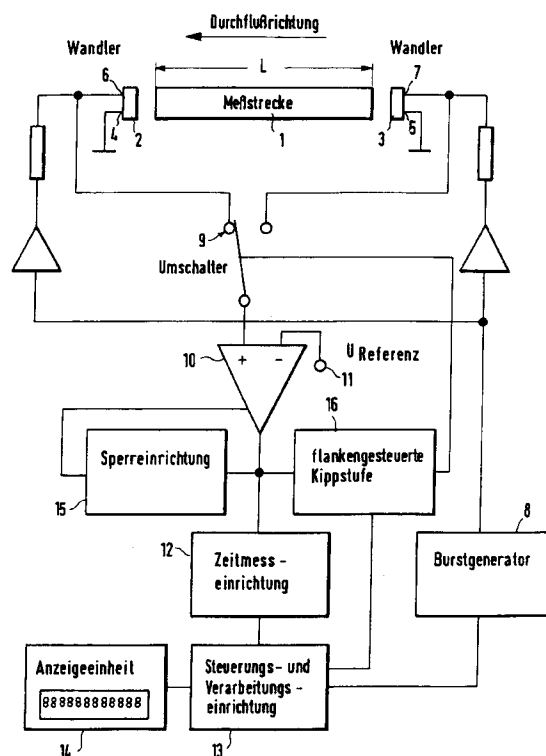 Durchflußrichtung
Wandler
Wandler
L
6
7
Meßstrecke
4
2
1
3
5
9
Umschalter
10
+ -
U Referenz
11
16
Sperreinrichtung
flankengesteuerte
Kippstufe
15
8
12
Zeitmess -
einrichtung
Burstgenerator
Anzeigeeinheit
888888888888
Steuerungs- und
Verarbeitungs-
einrichtung
14
13